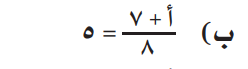 ب) (أ + ٧) / ٨ = ٥